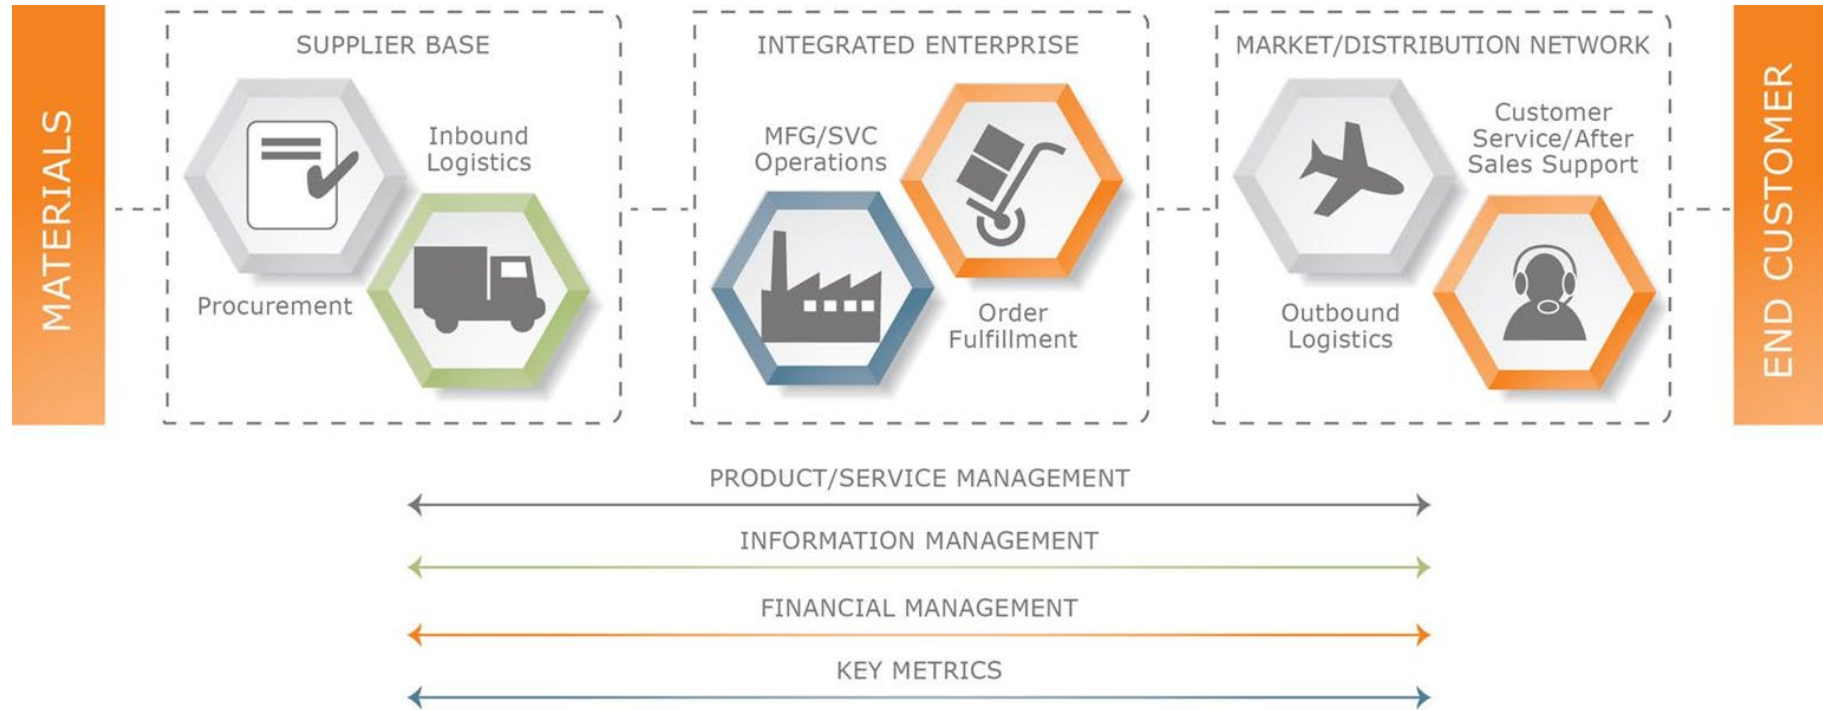 MATERIALS
SUPPLIER BASE
Procurement
Inbound
Logistics
INTEGRATED ENTERPRISE
MFG/SVC
Operations
Order
Fulfillment
MARKET/DISTRIBUTION NETWORK
Outbound
Logistics
Customer
Service/After
Sales Support
END CUSTOMER
PRODUCT/SERVICE MANAGEMENT
INFORMATION MANAGEMENT
FINANCIAL MANAGEMENT
KEY METRICS